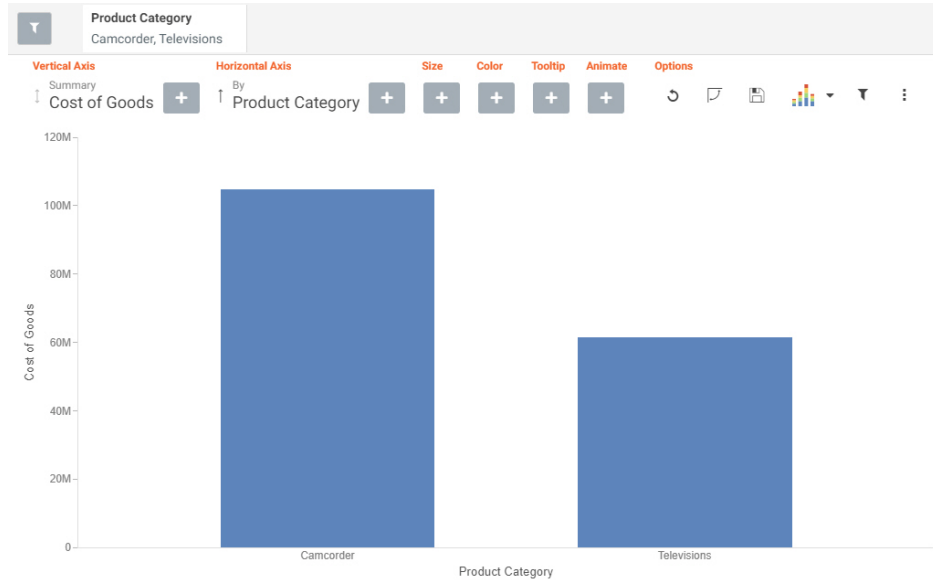 Product Category
Camcorder, Televisions
Vertical Axis
Horizontal Axis
Size
Color
Tooltip
Animate
Options
Summary
Cost of Goods
By
Product Category
120M
100M
80M
60M
40M
20M
0
Cost of Goods
Camcorder
Televisions
Product Category